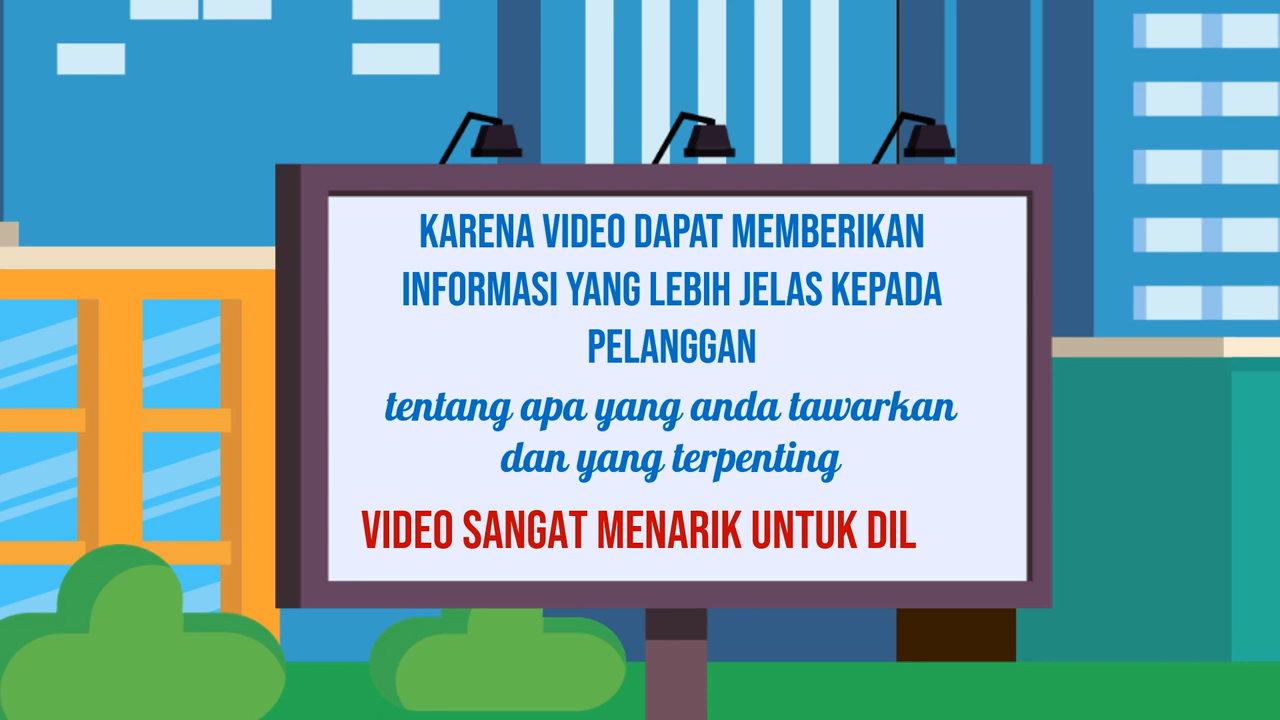 KARENA VIDEO DAPAT MEMBERIKAN
INFORMASI YANG LEBIH JELAS KEPADA
PELANGGAN
tentang apa yang anda tawarkan
dan yang terpenting
VIDEO SANGAT MENARIK UNTUK DIL